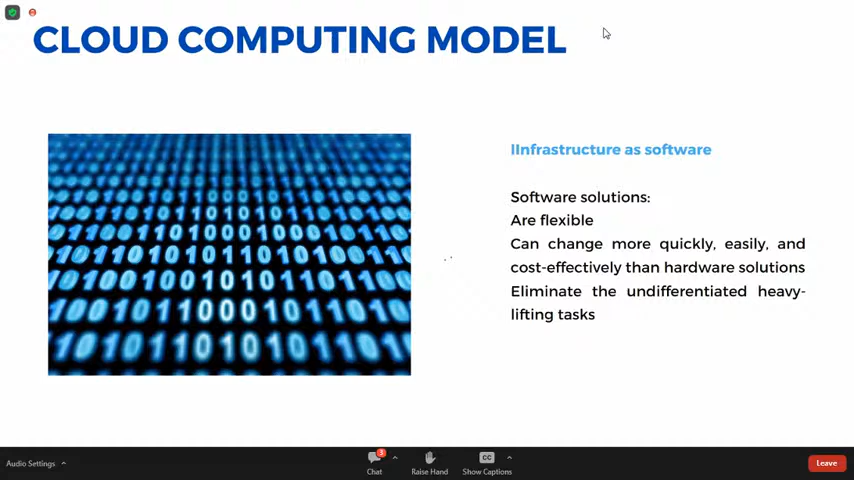 CLOUD COMPUTING MODEL
IInfrastructure as software
Software solutions:
Are flexible
Can change more quickly, easily, and
cost-effectively than hardware solutions
Eliminate the undifferentiated heavy-
lifting tasks
Audio Settings
3
Chat
Raise Hand
CC
Show Captions
Leave